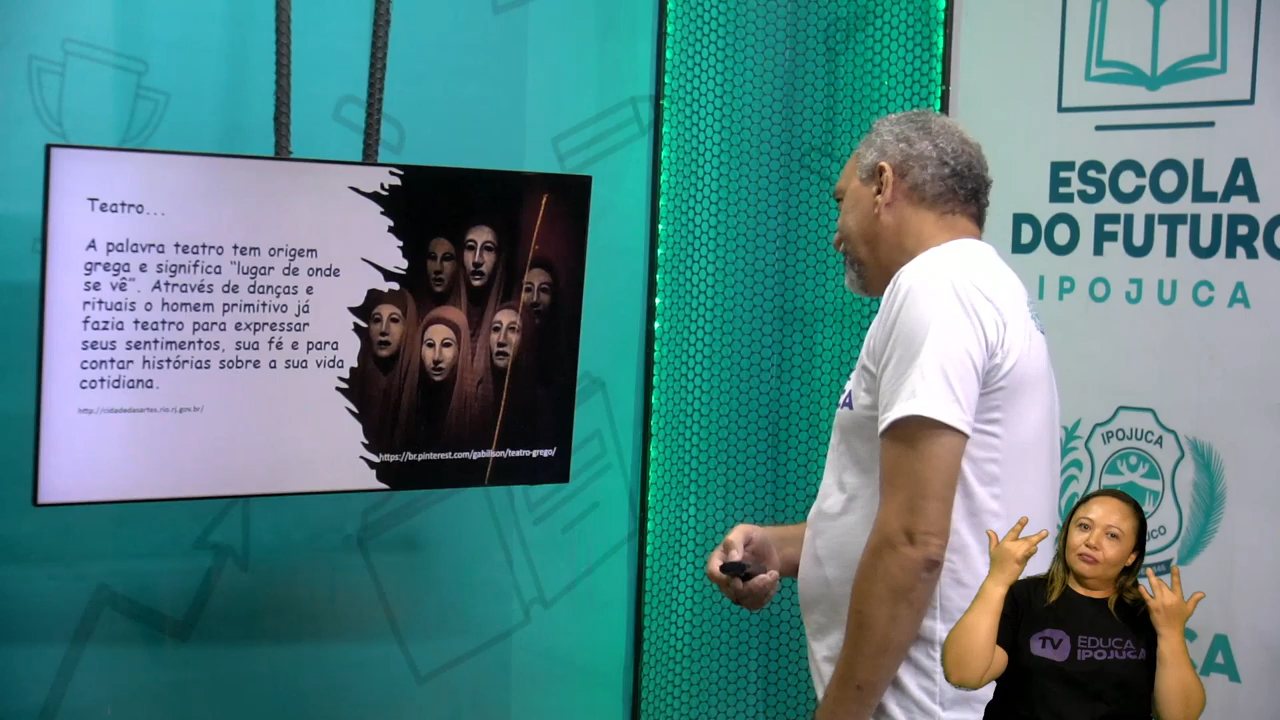 Teatro...
A palavra teatro tem origem
grega e significa "lugar de onde
se vê". Através de danças e
rituais o homem primitivo já
fazia teatro para expressar
seus sentimentos, sua fé e para
contar histórias sobre a sua vida
cotidiana.
http://cidadedasartes.rio.rj.gov.br/
https://br.pinterest.com/gabillson/teatro-grego/
ESCOLA
DO FUTURO
IPOJUCA
IPOJUCA
TV EDUCA
IPOJUCA